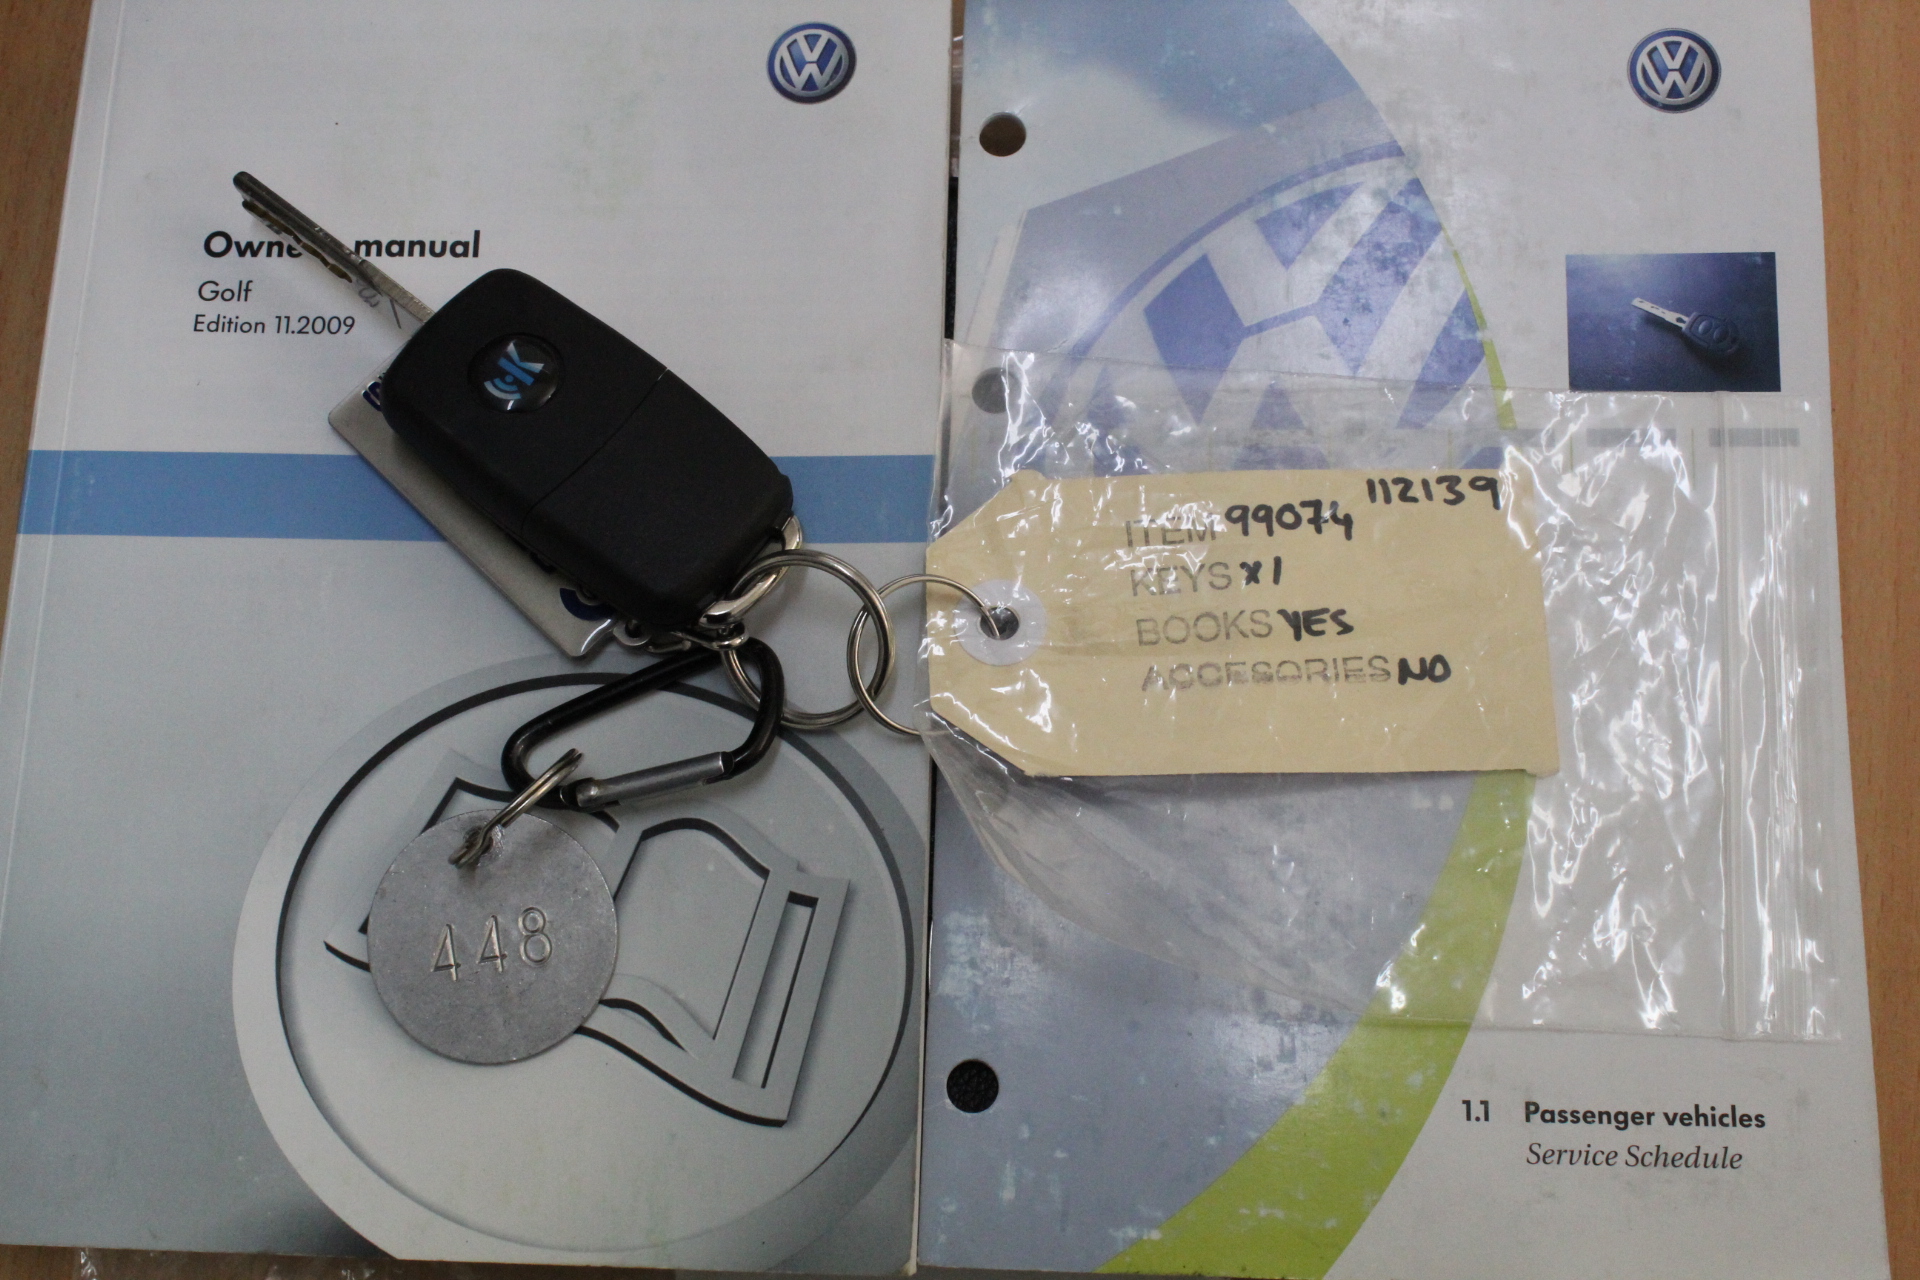 manual
Golf
Edition 11.2009
K
448
112139
ITEM 99074
KEYS X1
BOOKS YES
ACCESORIES NO
1.1 Passenger vehicles
Service Schedule